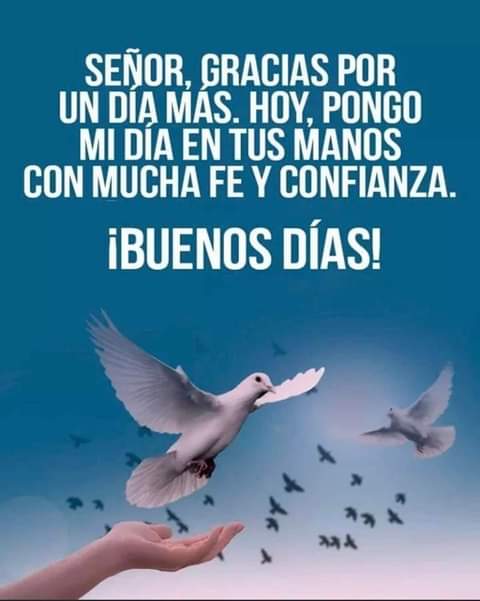 SEÑOR, GRACIAS POR
UN DÍA MÁS. HOY, PONGO
MI DÍA EN TUS MANOS
CON MUCHA FE Y CONFIANZA.
¡BUENOS DÍAS!